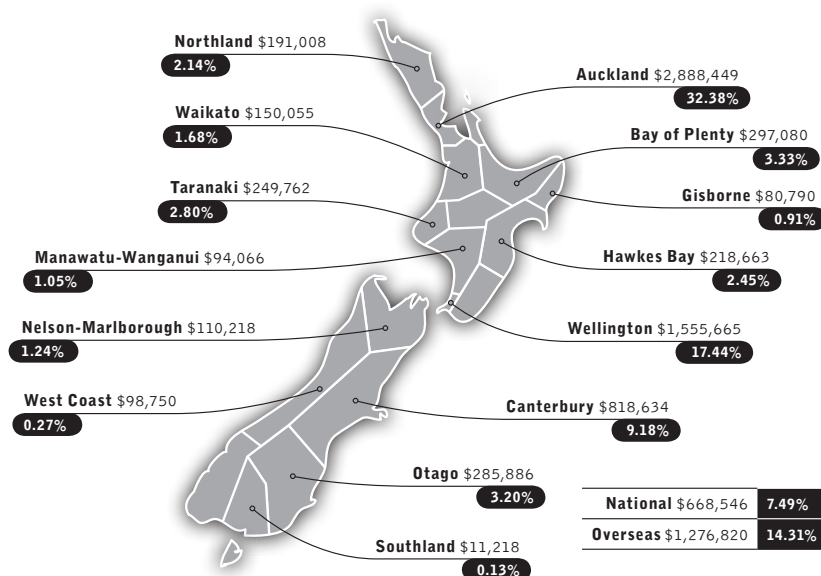 Northland $191,008
2.14%
Auckland $2,888,449
32.38%
Waikato $150,055
1.68%
Bay of Plenty $297,080
3.33%
Taranaki $249,762
2.80%
Gisborne $80,790
0.91%
Manawatu-Wanganui $94,066
1.05%
Hawkes Bay $218,663
2.45%
Nelson-Marlborough $110,218
1.24%
Wellington $1,555,665
17.44%
West Coast $98,750
0.27%
Canterbury $818,634
9.18%
Otago $285,886
3.20%
National $668,546 7.49%
Overseas $1,276,820 14.31%
Southland $11,218
0.13%